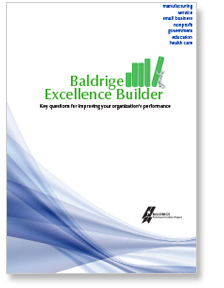 manufacturing
service
small business
nonprofit
government
education
health care
Baldrige
Excellence Builder
Key questions for improving your organization's performance
BALDRIGE